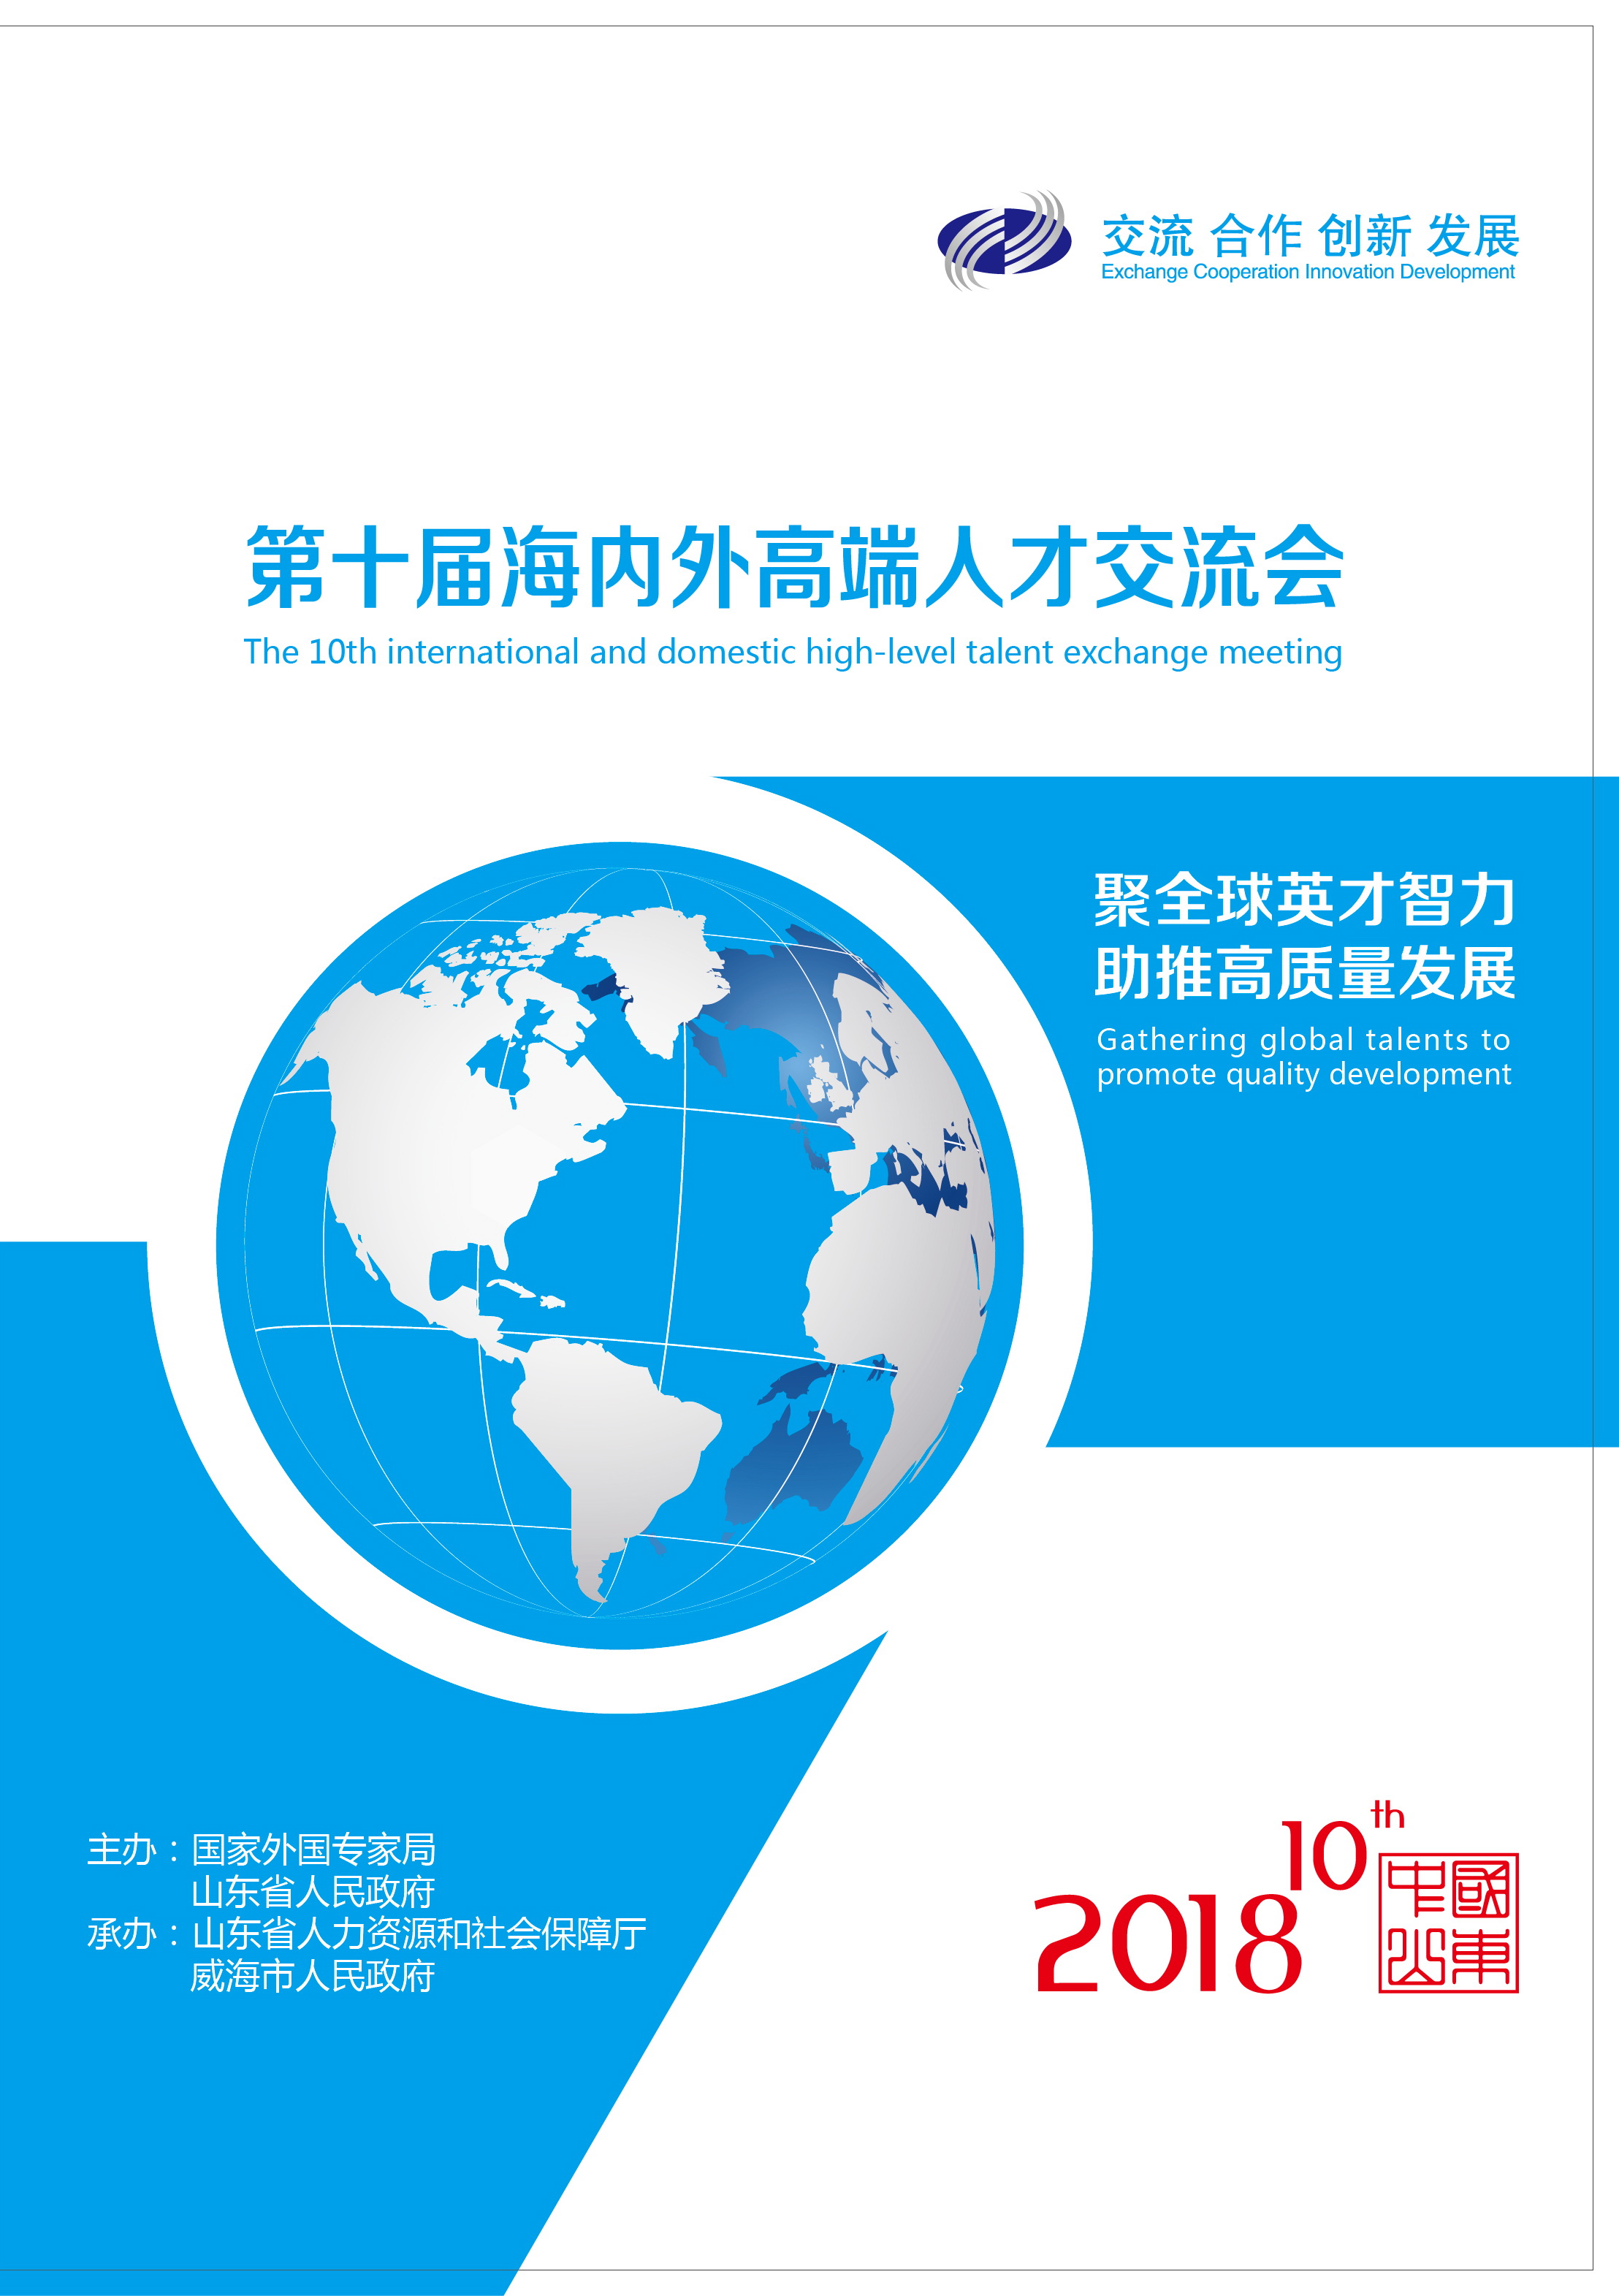 交流 合作 创新 发展
Exchange Cooperation Innovation Development
第十届海内外高端人才交流会
The 10th international and domestic high-level talent exchange meeting
聚全球英才智力
助推高质量发展
Gathering global talents to
promote quality development
主办：国家外国专家局
山东省人民政府
承办：山东省人力资源和社会保障厅
威海市人民政府
10th
2018
中國
山東